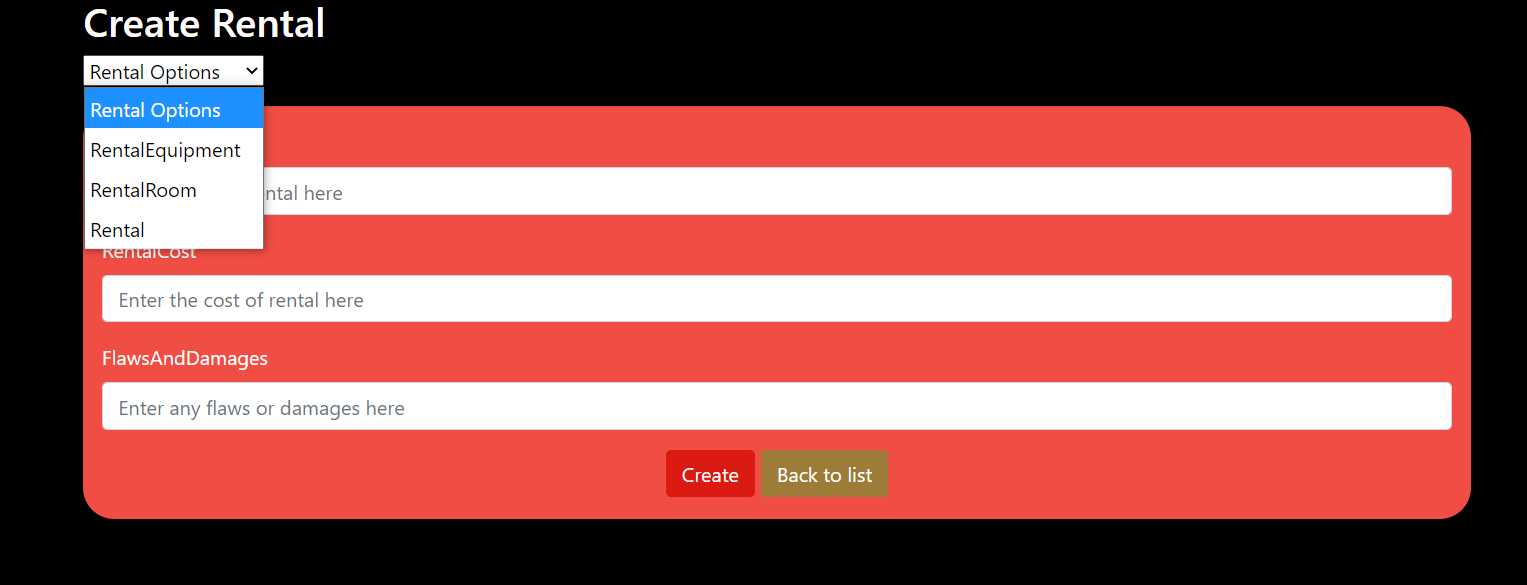 Create Rental
Rental Options
Rental Options
RentalEquipment
RentalRoom
Rental
ntal here
RentalCost
Enter the cost of rental here
FlawsAndDamages
Enter any flaws or damages here
Create
Back to list